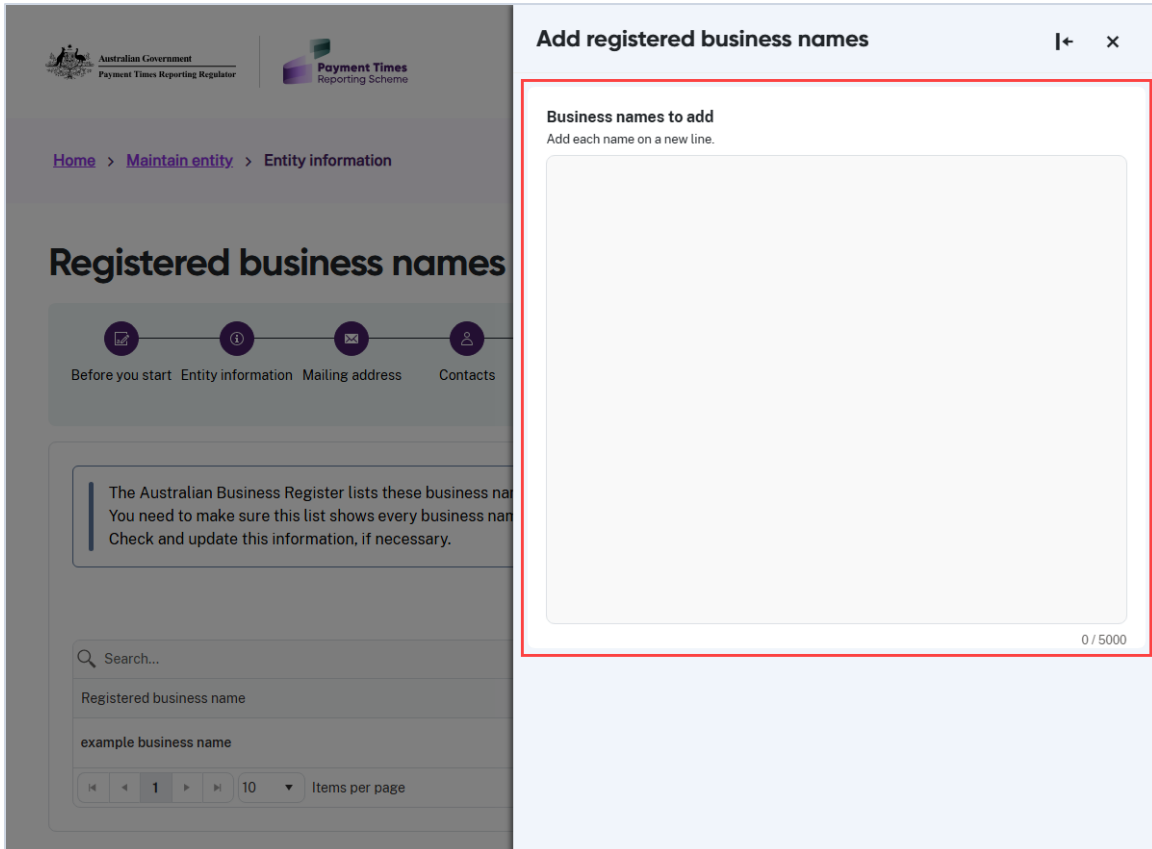 Australian Government
Payment Times Reporting Regulator
Payment Times
Reporting Scheme
Home > Maintain entity > Entity information
Registered business names
Before you start Entity information Mailing address Contacts
The Australian Business Register lists these business nam
You need to make sure this list shows every business nam
Check and update this information, if necessary.
Search...
Registered business name
example business name
1 10 Items per page
Add registered business names
Business names to add
Add each name on a new line.
0 / 5000